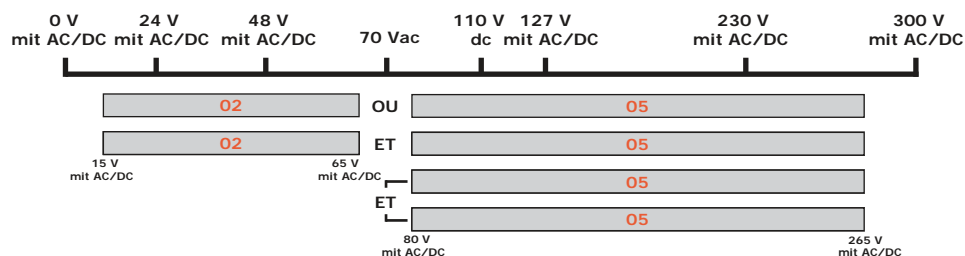 0 V
mit AC/DC
24 V
mit AC/DC
48 V
mit AC/DC
70 Vac
110 V
dc
127 V
mit AC/DC
230 V
mit AC/DC
300 V
mit AC/DC
02
OU
05
02
ET
05
15 V
mit AC/DC
65 V
mit AC/DC
05
ET
05
80 V
mit AC/DC
265 V
mit AC/DC